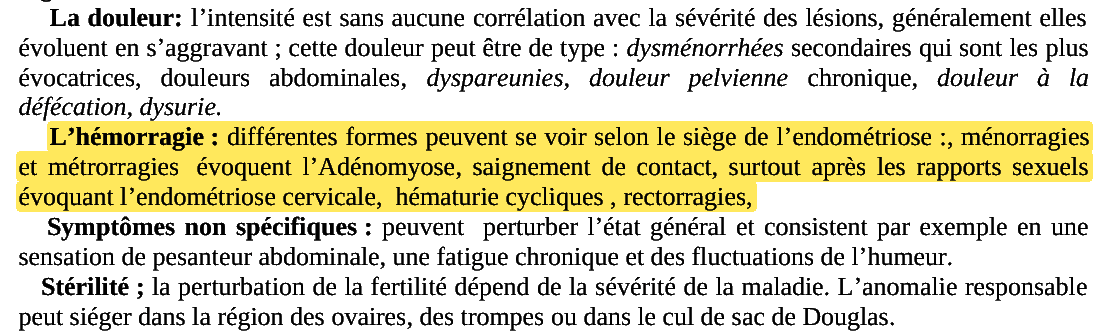 La douleur: l’intensité est sans aucune corrélation avec la sévérité des lésions, généralement elles
évoluent en s’aggravant ; cette douleur peut être de type : dysménorrhées secondaires qui sont les plus
évocatrices, douleurs abdominales, dyspareunies, douleur pelvienne chronique, douleur à la
défécation, dysurie.
L’hémorragie : différentes formes peuvent se voir selon le siège de l’endométriose :, ménorragies
et métrorragies évoquent l’Adénomyose, saignement de contact, surtout après les rapports sexuels
évoquant l’endométriose cervicale, hématurie cycliques , rectorragies,
Symptômes non spécifiques : peuvent perturber l’état général et consistent par exemple en une
sensation de pesanteur abdominale, une fatigue chronique et des fluctuations de l’humeur.
Stérilité ; la perturbation de la fertilité dépend de la sévérité de la maladie. L’anomalie responsable
peut siéger dans la région des ovaires, des trompes ou dans le cul de sac de Douglas.